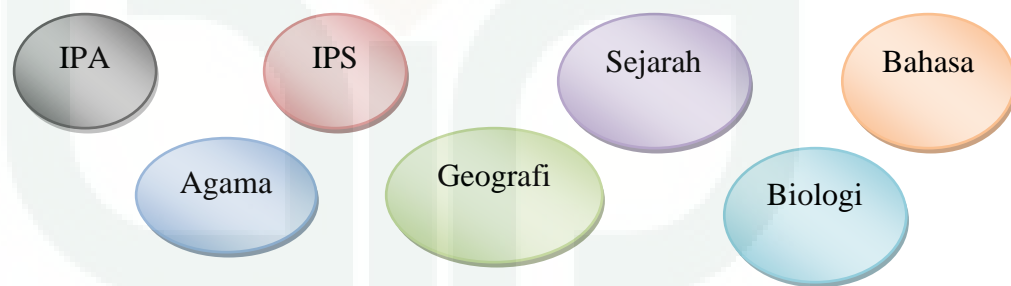 IPA
IPS
Sejarah
Bahasa
Agama
Geografi
Biologi